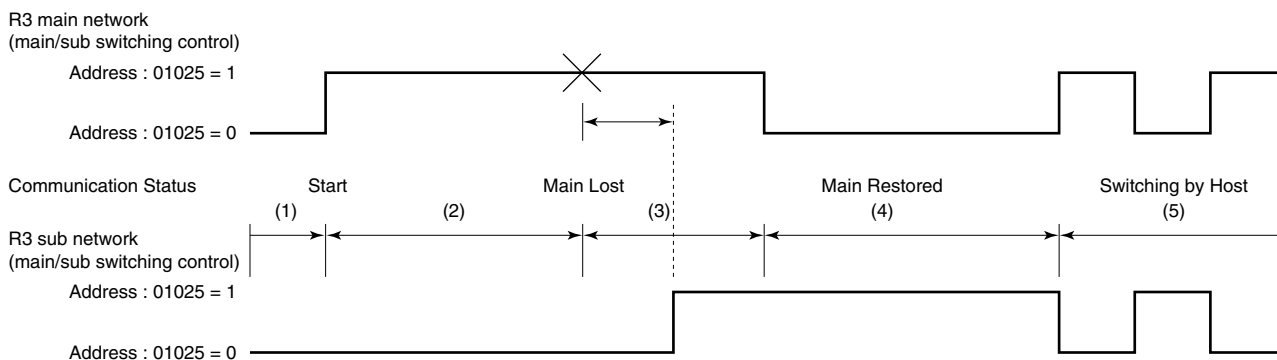 R3 main network
(main/sub switching control)
Address : 01025 = 1
Address : 01025 = 0
Communication Status Start Main Lost Main Restored Switching by Host
(1) (2) (3) (4) (5)
R3 sub network
(main/sub switching control)
Address : 01025 = 1
Address : 01025 = 0